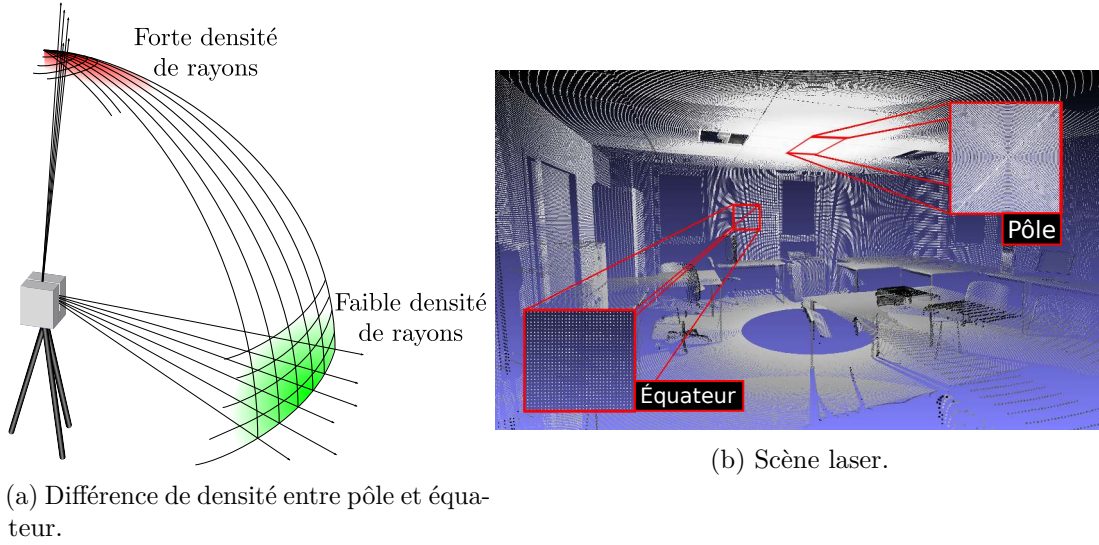 Forte densité
de rayons
Faible densité
de rayons
(a) Différence de densité entre pôle et équa-
teur.
Pôle
Équateur
(b) Scène laser.